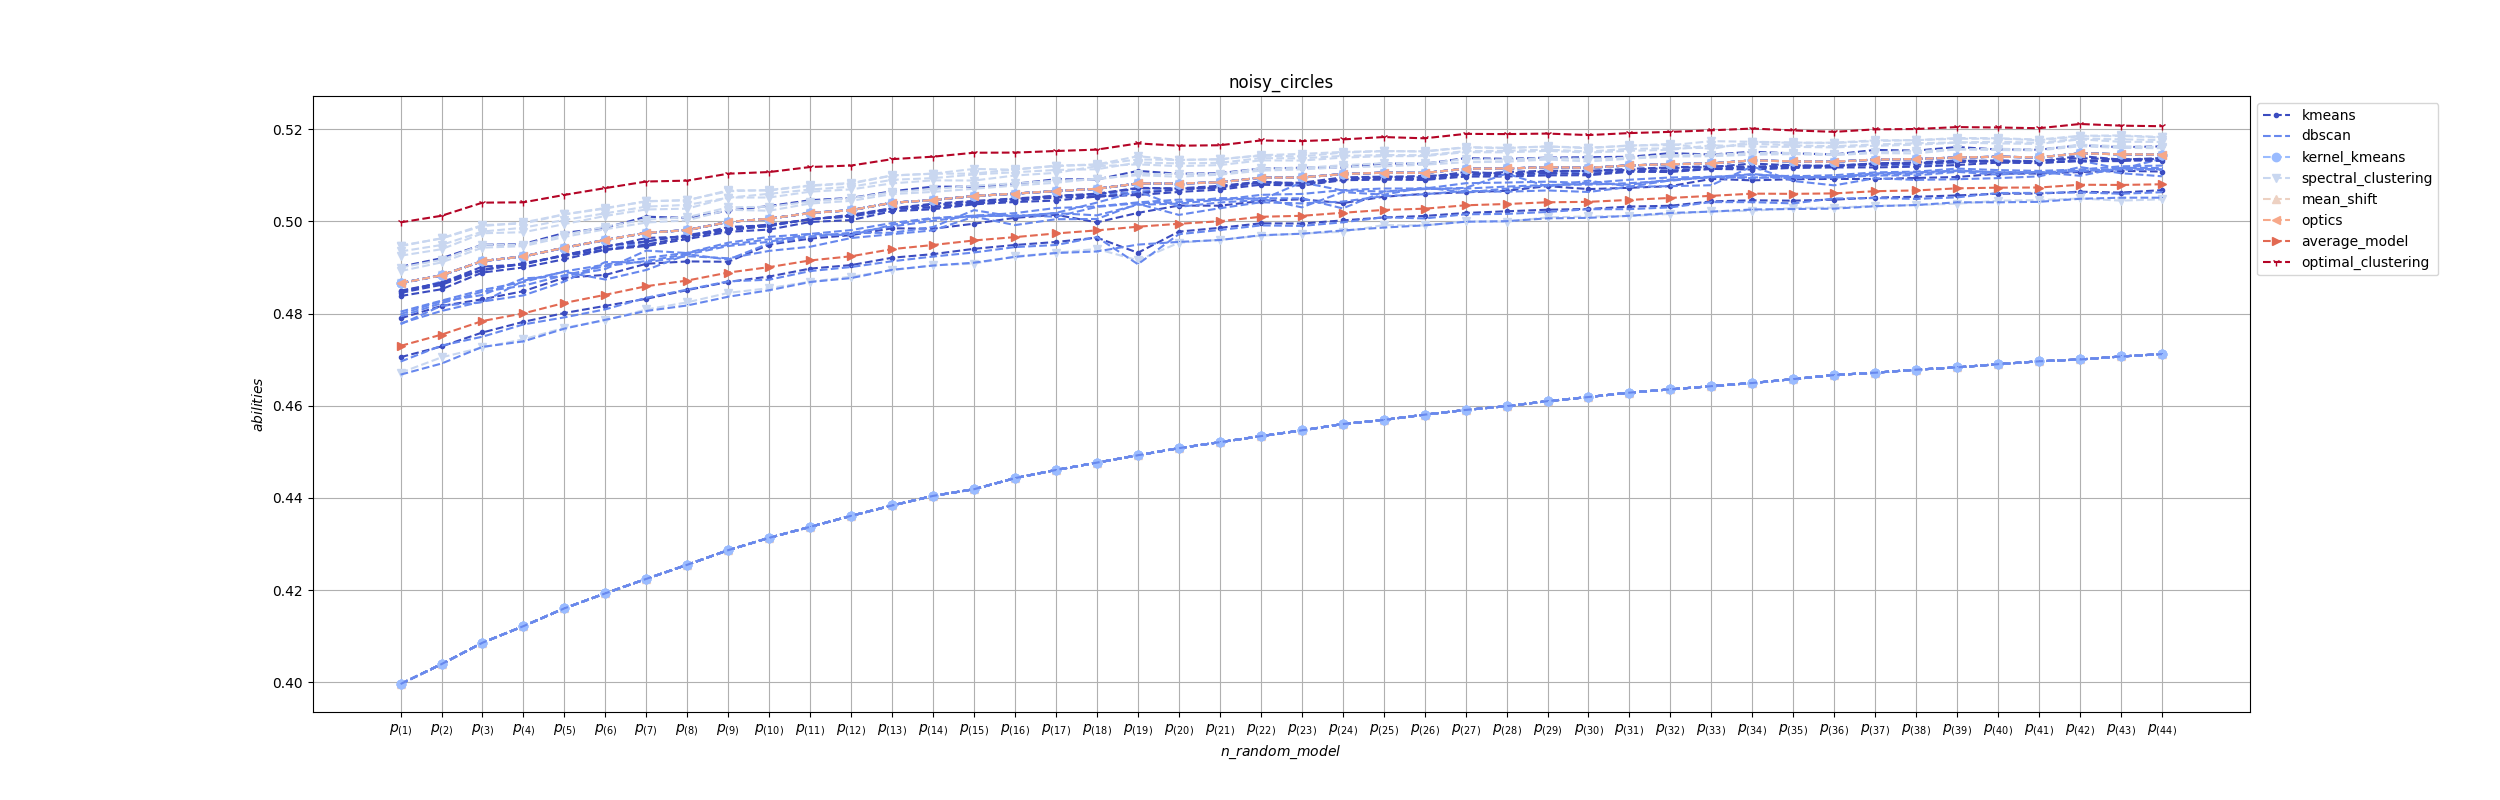 noisy_circles
0.52
0.50
0.48
0.46
0.44
0.42
0.40
abilities
p(1) p(2) p(3) p(4) p(5) p(6) p(7) p(8) p(9) p(10) p(11) p(12) p(13) p(14) p(15) p(16) p(17) p(18) p(19) p(20) p(21) p(22) p(23) p(24) p(25) p(26) p(27) p(28) p(29) p(30) p(31) p(32) p(33) p(34) p(35) p(36) p(37) p(38) p(39) p(40) p(41) p(42) p(43) p(44)
n_random_model
kmeans
dbscan
kernel_kmeans
spectral_clustering
mean_shift
optics
average_model
optimal_clustering